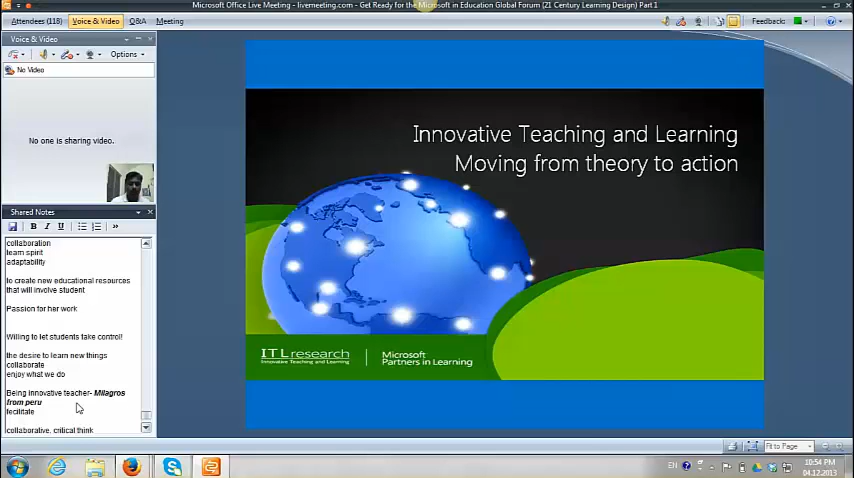 Microsoft Office Live Meeting - livemeeting.com - Get Ready for the Microsoft in Education Global Forum (21 Century Learning Design) Part 1
Attendees (118)
Voice & Video
Q&A
Meeting
Feedback:
Voice & Video
Options
No Video
No one is sharing video.
Shared Notes
B I U
collaboration
learn spirit
adaptability
to create new educational resources
that will involve student
Passion for her work
Willing to let students take control!
the desire to learn new things
collaborate
enjoy what we do
Being innovative teacher- Milagros
from peru
fecilitate
collaborative, critical think
Innovative Teaching and Learning
Moving from theory to action
ITLresearch
Innovative Teaching and Learning
Microsoft
Partners in Learning
Fit to Page
EN
10:54 PM
04.12.2013